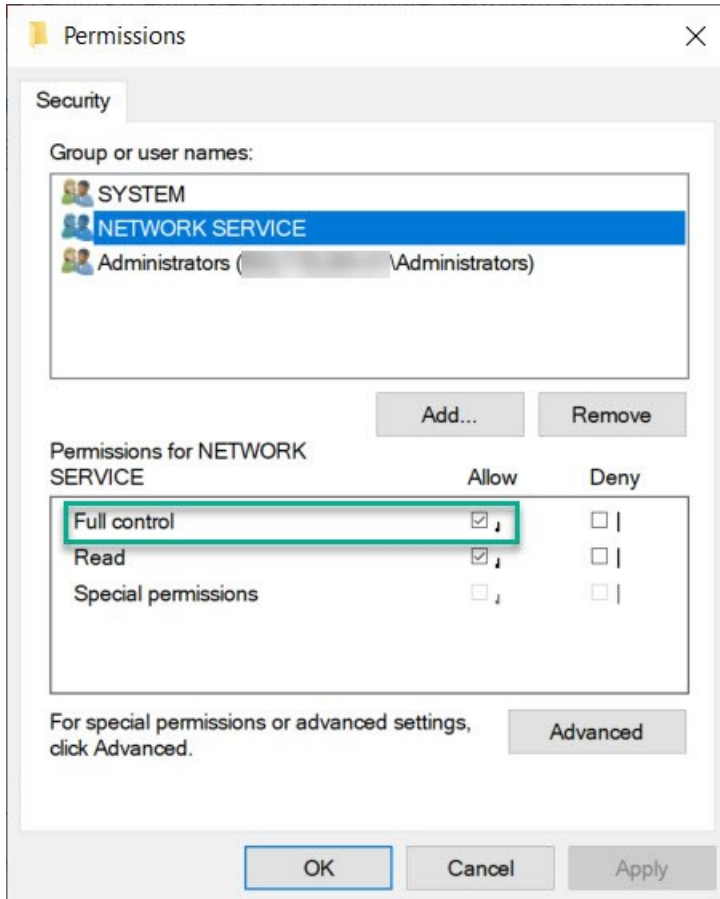 Permissions
Security
Group or user names:
SYSTEM
NETWORK SERVICE
Administrators ( \Administrators)
Add... Remove
Permissions for NETWORK
SERVICE Allow Deny
Full control
Read
Special permissions
For special permissions or advanced settings,
click Advanced.
Advanced
OK Cancel Apply